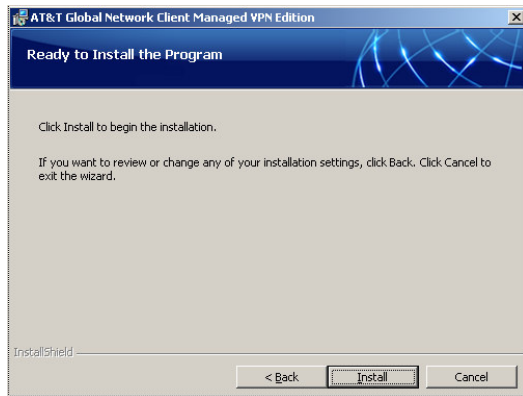 AT&T Global Network Client Managed VPN Edition
Ready to Install the Program
Click Install to begin the installation.
If you want to review or change any of your installation settings, click Back. Click Cancel to
exit the wizard.
InstallShield
< Back Install Cancel